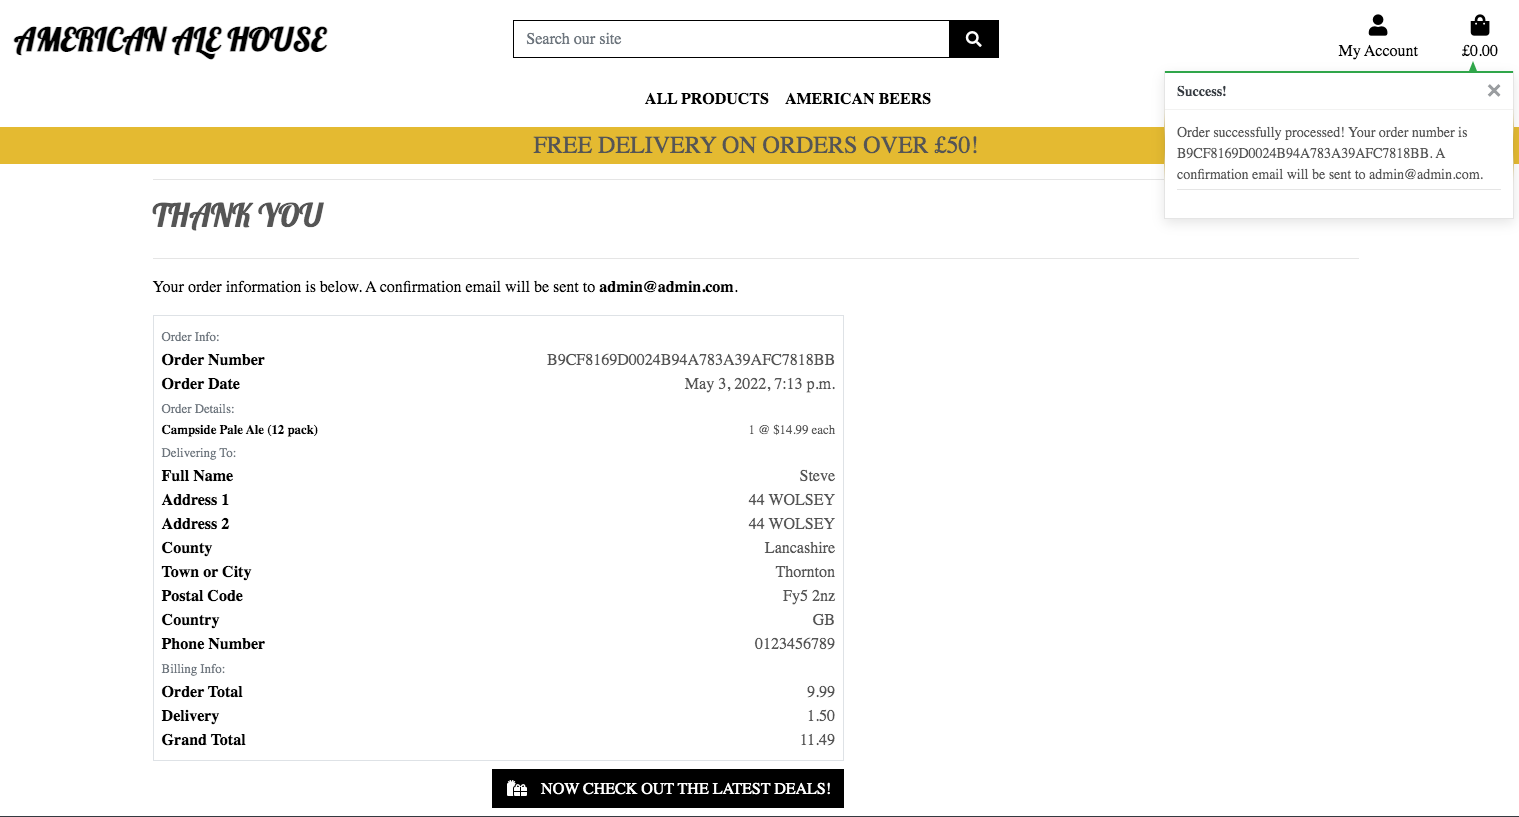 AMERICAN ALE HOUSE
Search our site
My Account
£0.00
ALL PRODUCTS AMERICAN BEERS
Success!
Order successfully processed! Your order number is
B9CF8169D0024B94A783A39AFC7818BB. A
confirmation email will be sent to admin@admin.com.
FREE DELIVERY ON ORDERS OVER £50!
THANK YOU
Your order information is below. A confirmation email will be sent to admin@admin.com.
Order Info:
Order Number B9CF8169D0024B94A783A39AFC7818BB
Order Date May 3, 2022, 7:13 p.m.
Order Details:
Campside Pale Ale (12 pack) 1 @ $14.99 each
Delivering To:
Full Name Steve
Address 1 44 WOLSEY
Address 2 44 WOLSEY
County Lancashire
Town or City Thornton
Postal Code Fy5 2nz
Country GB
Phone Number 0123456789
Billing Info:
Order Total 9.99
Delivery 1.50
Grand Total 11.49
NOW CHECK OUT THE LATEST DEALS!